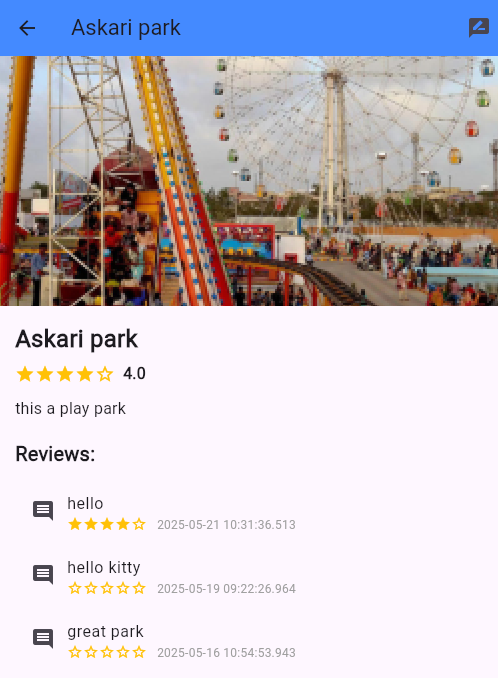 Askari park
Askari park
4.0
this a play park
Reviews:
hello
2025-05-21 10:31:36.513
hello kitty
2025-05-19 09:22:26.964
great park
2025-05-16 10:54:53.943